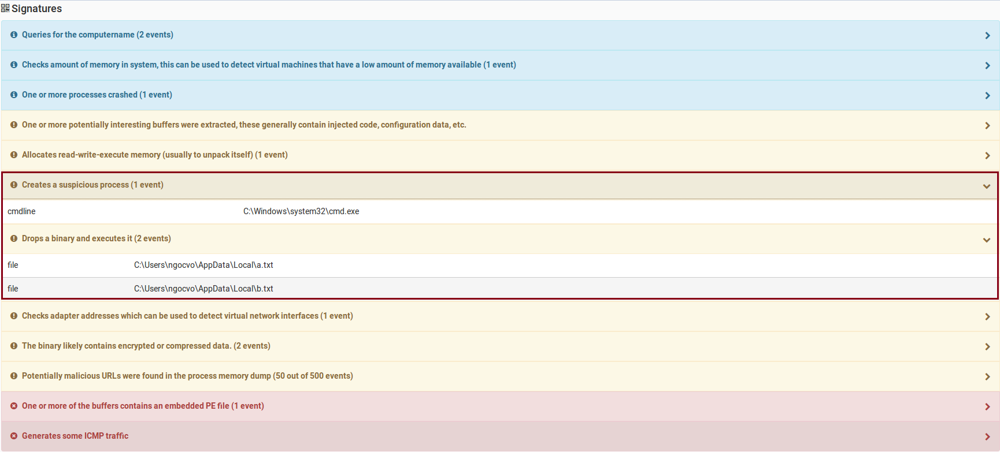 Signatures
Queries for the computername (2 events)
Checks amount of memory in system, this can be used to detect virtual machines that have a low amount of memory available (1 event)
One or more processes crashed (1 event)
One or more potentially interesting buffers were extracted, these generally contain injected code, configuration data, etc.
Allocates read-write-execute memory (usually to unpack itself) (1 event)
Creates a suspicious process (1 event)
cmdline C:\Windows\system32\cmd.exe
Drops a binary and executes it (2 events)
file C:\Users\ngocvo\AppData\Local\a.txt
file C:\Users\ngocvo\AppData\Local\b.txt
Checks adapter addresses which can be used to detect virtual network interfaces (1 event)
The binary likely contains encrypted or compressed data. (2 events)
Potentially malicious URLs were found in the process memory dump (50 out of 500 events)
One or more of the buffers contains an embedded PE file (1 event)
Generates some ICMP traffic